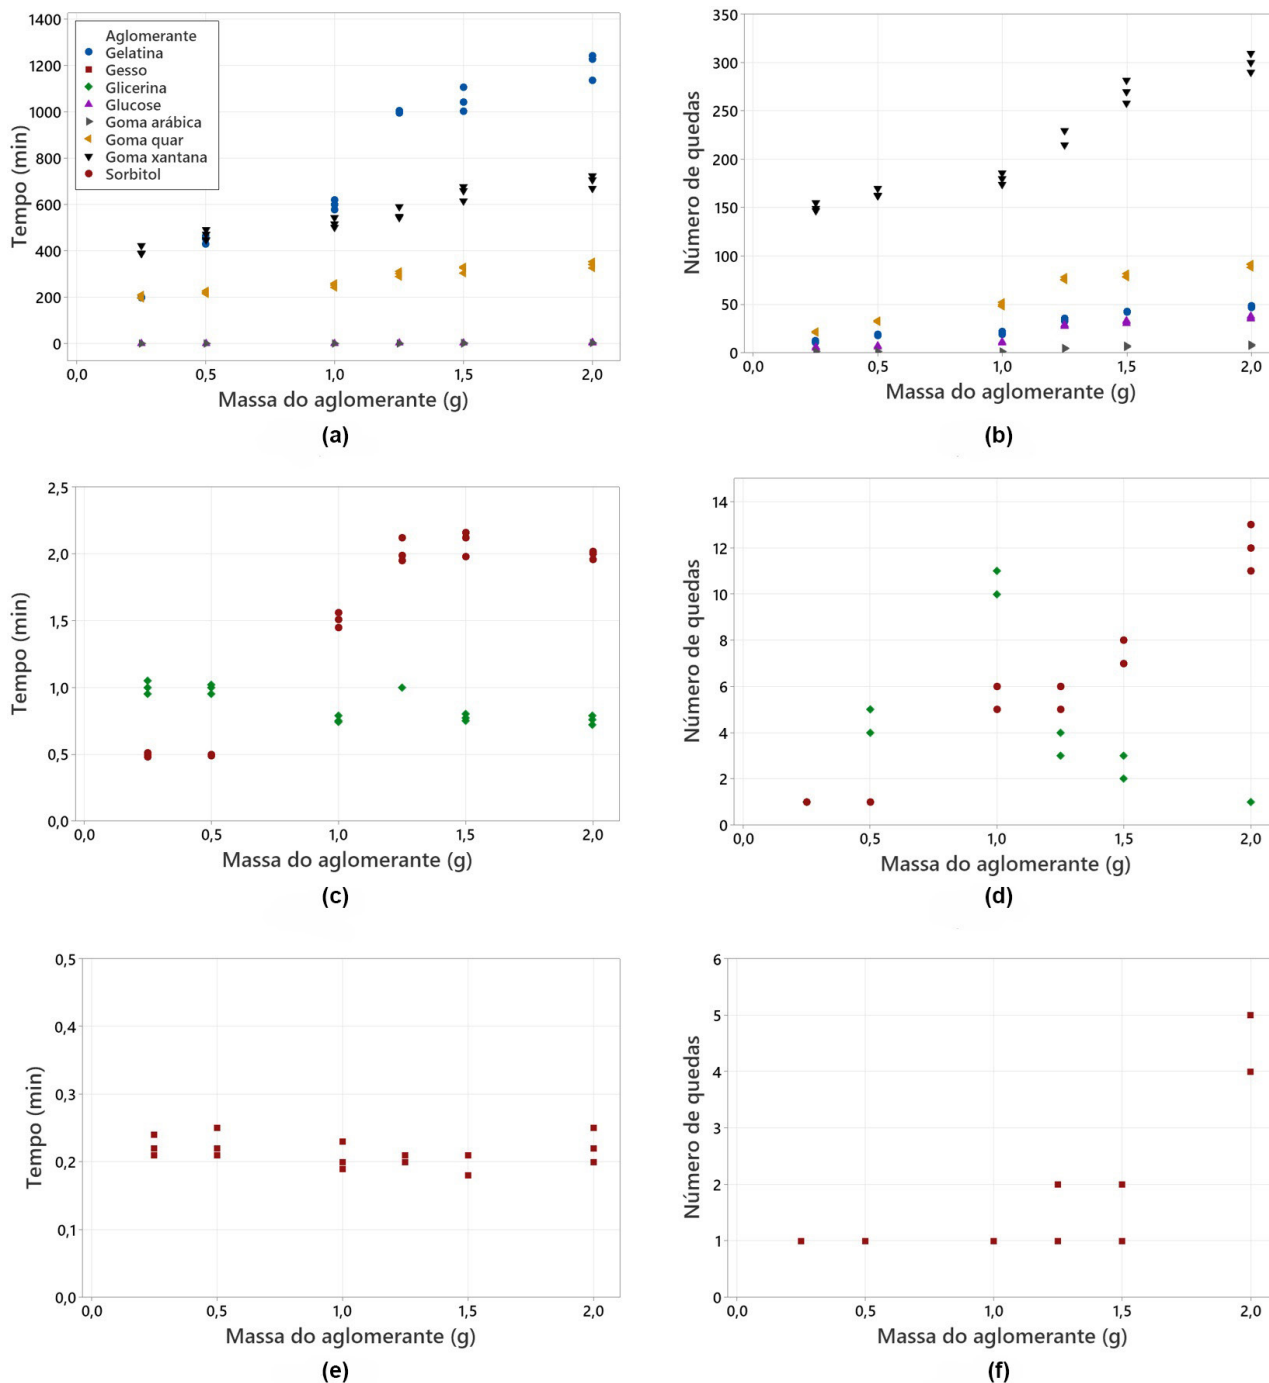 1400
1200
1000
800
600
400
200
0
Tempo (min)
Aglomerante
Gelatina
Gesso
Glicerina
Glucose
Goma arábica
Goma quar
Goma xantana
Sorbitol
0,0 0,5 1,0 1,5 2,0
Massa do aglomerante (g)
(a)
350
300
250
200
150
100
50
0
Número de quedas
0,0 0,5 1,0 1,5 2,0
Massa do aglomerante (g)
(b)
2,5
2,0
1,5
1,0
0,5
0,0
Tempo (min)
0,0 0,5 1,0 1,5 2,0
Massa do aglomerante (g)
(c)
14
12
10
8
6
4
2
0
Número de quedas
0,0 0,5 1,0 1,5 2,0
Massa do aglomerante (g)
(d)
0,5
0,4
0,3
0,2
0,1
0,0
Tempo (min)
0,0 0,5 1,0 1,5 2,0
Massa do aglomerante (g)
(e)
6
5
4
3
2
1
0
Número de quedas
0,0 0,5 1,0 1,5 2,0
Massa do aglomerante (g)
(f)